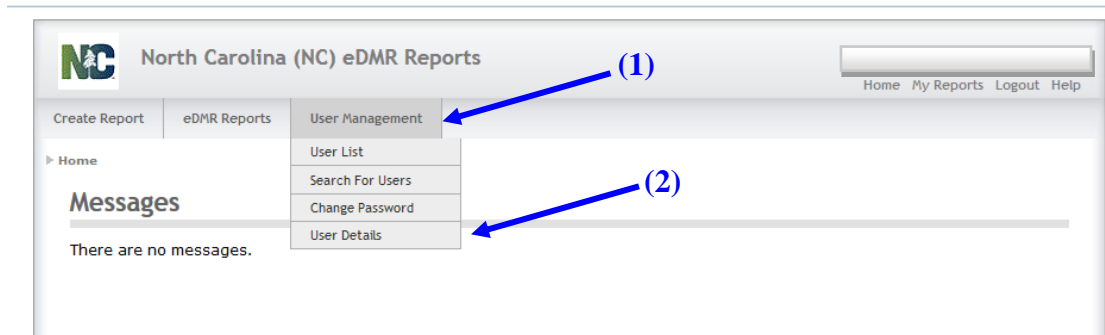 NC North Carolina (NC) eDMR Reports
(1)
Home My Reports Logout Help
Create Report eDMR Reports User Management
Home
User List
Search For Users
(2)
Messages
Change Password
User Details
There are no messages.